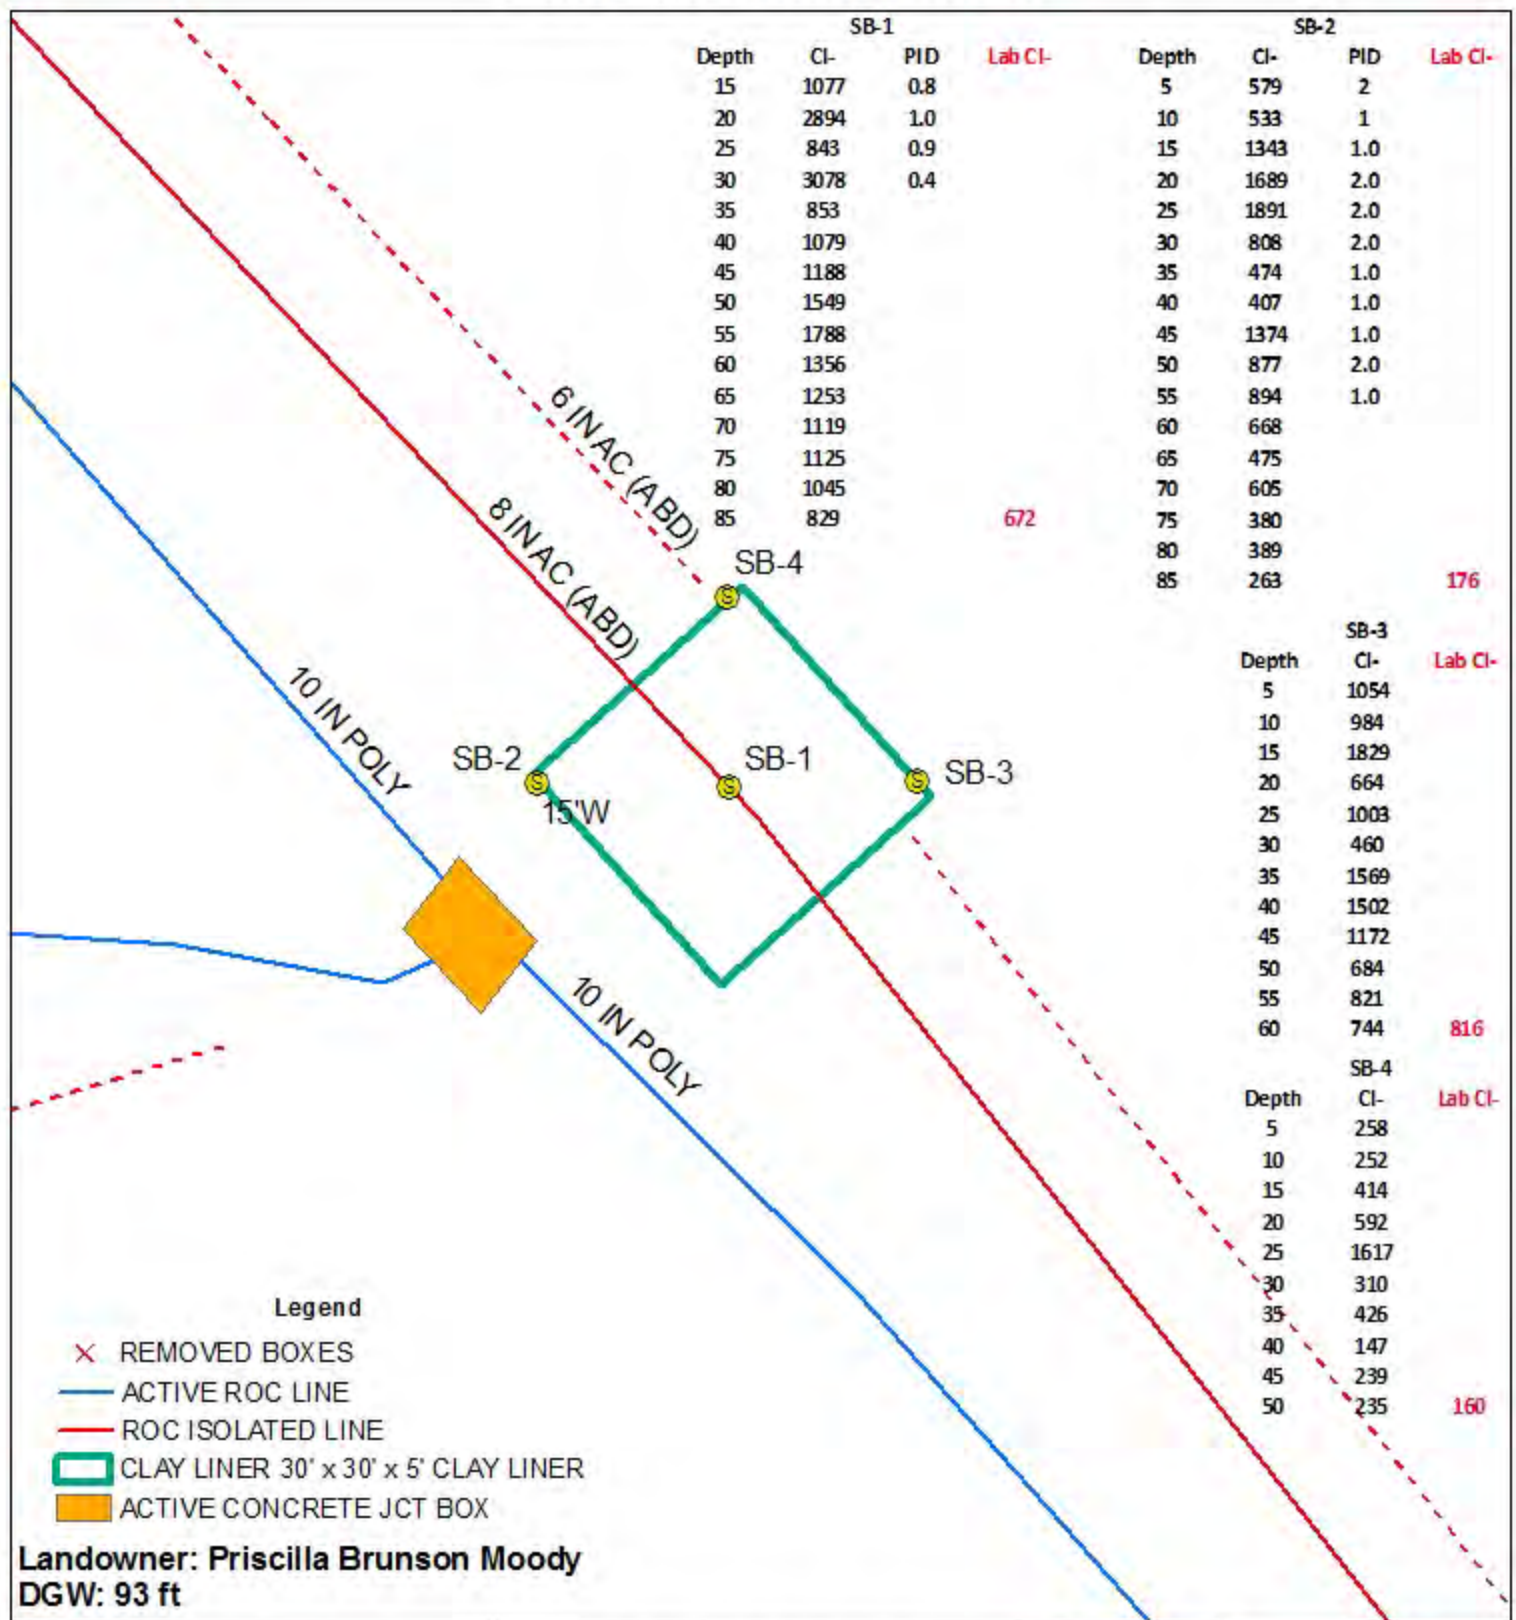 SB-1
Depth Cl- PID Lab Cl-
15 1077 0.8
20 2894 1.0
25 843 0.9
30 3078 0.4
35 853
40 1079
45 1188
50 1549
55 1788
60 1356
65 1253
70 1119
75 1125
80 1045
85 829 672
SB-2
Depth Cl- PID Lab Cl-
5 579 2
10 533 1
15 1343 1.0
20 1689 2.0
25 1891 2.0
30 808 2.0
35 474 1.0
40 407 1.0
45 1374 1.0
50 877 2.0
55 894 1.0
60 668
65 475
70 605
75 380
80 389
85 263 176
SB-3
Depth Cl- Lab Cl-
5 1054
10 984
15 1829
20 664
25 1003
30 460
35 1569
40 1502
45 1172
50 684
55 821
60 744 816
SB-4
Depth Cl- Lab Cl-
5 258
10 252
15 414
20 592
25 1617
30 310
35 426
40 147
45 239
50 235 160
6 IN AC (ABD)
8 IN AC (ABD)
10 IN POLY
SB-4
S
SB-2
S
15'W
SB-1
S
SB-3
S
10 IN POLY
Legend
REMOVED BOXES
ACTIVE ROC LINE
ROC ISOLATED LINE
CLAY LINER 30' x 30' x 5' CLAY LINER
ACTIVE CONCRETE JCT BOX
Landowner: Priscilla Brunson Moody
DGW: 93 ft